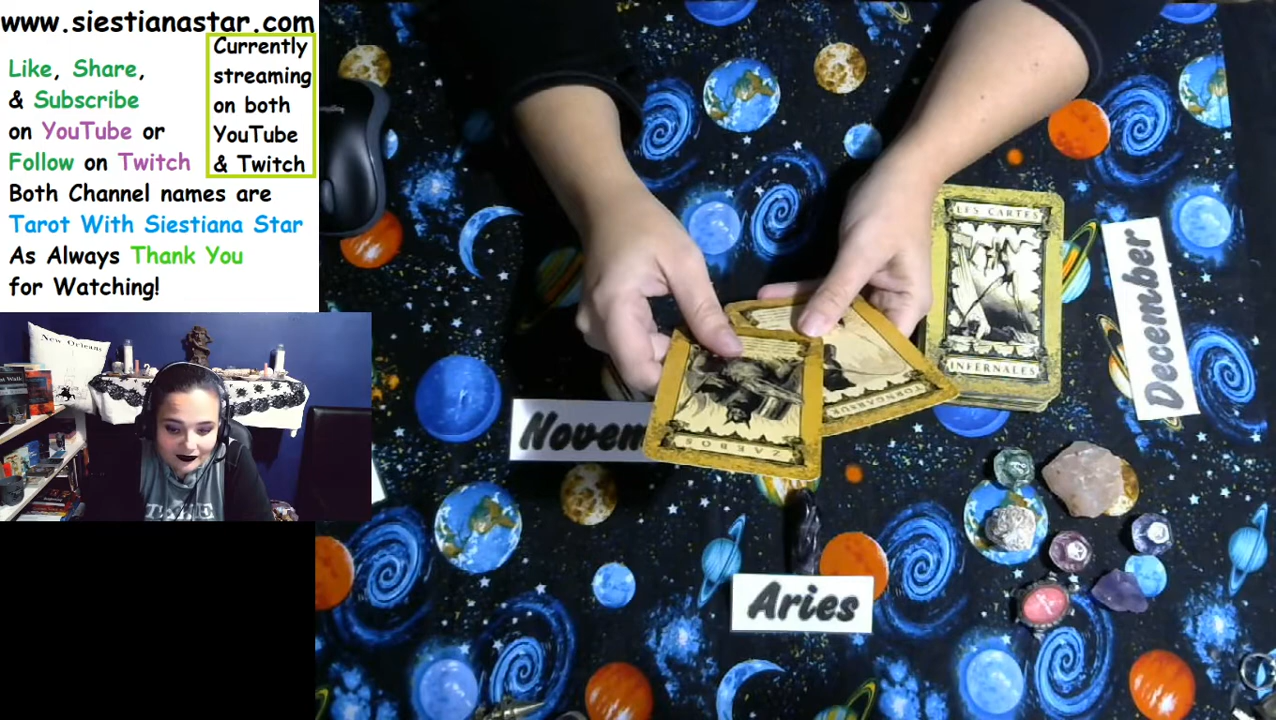 www.siestianastar.com
Like, Share,
& Subscribe
on YouTube or
Follow on Twitch
Both Channel names are
Tarot With Siestiana Star
As Always Thank You
for Watching!
Currently
streaming
on both
YouTube
& Twitch
New Orleans
LES CARTES
INFERNALES
December
Novem
ZAEBOS
Aries